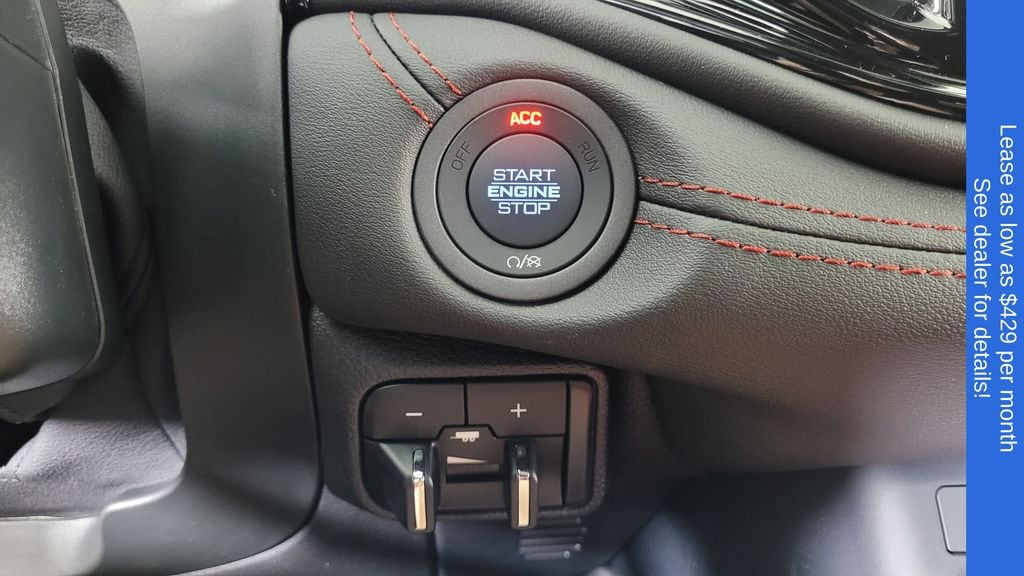 ACC
OFF
RUN
START
ENGINE
STOP
−
+
Lease as low as $429 per month
See dealer for details!